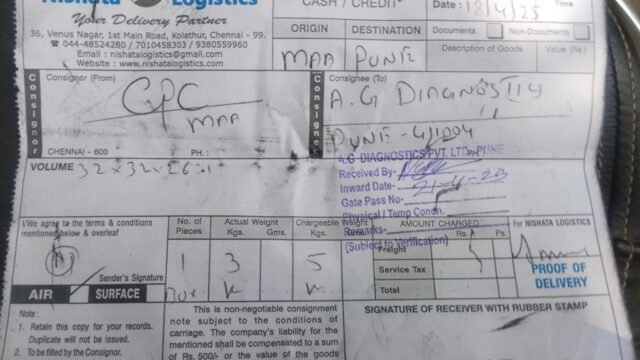 Nishata Logistics
Your Delivery Partner
36, Venus Nagar, 1st Main Road, Kolathur, Chennai - 99.
☎ 044-48524280 / 7010458303 / 9380559960
Email : nishatalogistics@gmail.com
Website : www.nishatalogistics.com
CASH / CREDIT
Date : 18/4/25 Time
ORIGIN DESTINATION Documents Non-Documents
MAA PUNE Description of Goods Value (Rs.)
Consignor
Consignor (From)
CPC
MAA
CHENNAI - 600 PH. :
Consignee
Consignee (To)
A.G DIAGNOSTIC
PUNE - 411004
PH.
VOLUME 32 x 32 x 26 x 1
A.G DIAGNOSTICS PVT. LTD., PUNE
Received By-
Inward Date-
Gate Pass No-
Physical / Temp Condn.
Remarks-
(Subject to Verification)
I/We agree to the terms & conditions
mentioned below & overleaf
Sender's Signature
AIR SURFACE
No. of Pieces
1
Box
Actual Weight
Kgs. Gms.
3
K
Chargeable Weight
Kgs.
5
K
AMOUNT CHARGED
Rs. Ps.
Freight
Service Tax
Total
For NISHATA LOGISTICS
PROOF OF
DELIVERY
Note :
1. Retain this copy for your records.
Duplicate will not be issued.
2. To be filled by the Consignor.
This is non-negotiable consignment
note subject to the conditions of
carriage. The company's liability for the
mentioned shall be compensated to a sum
of Rs. 500/- or the value of the goods
SIGNATURE OF RECEIVER WITH RUBBER STAMP